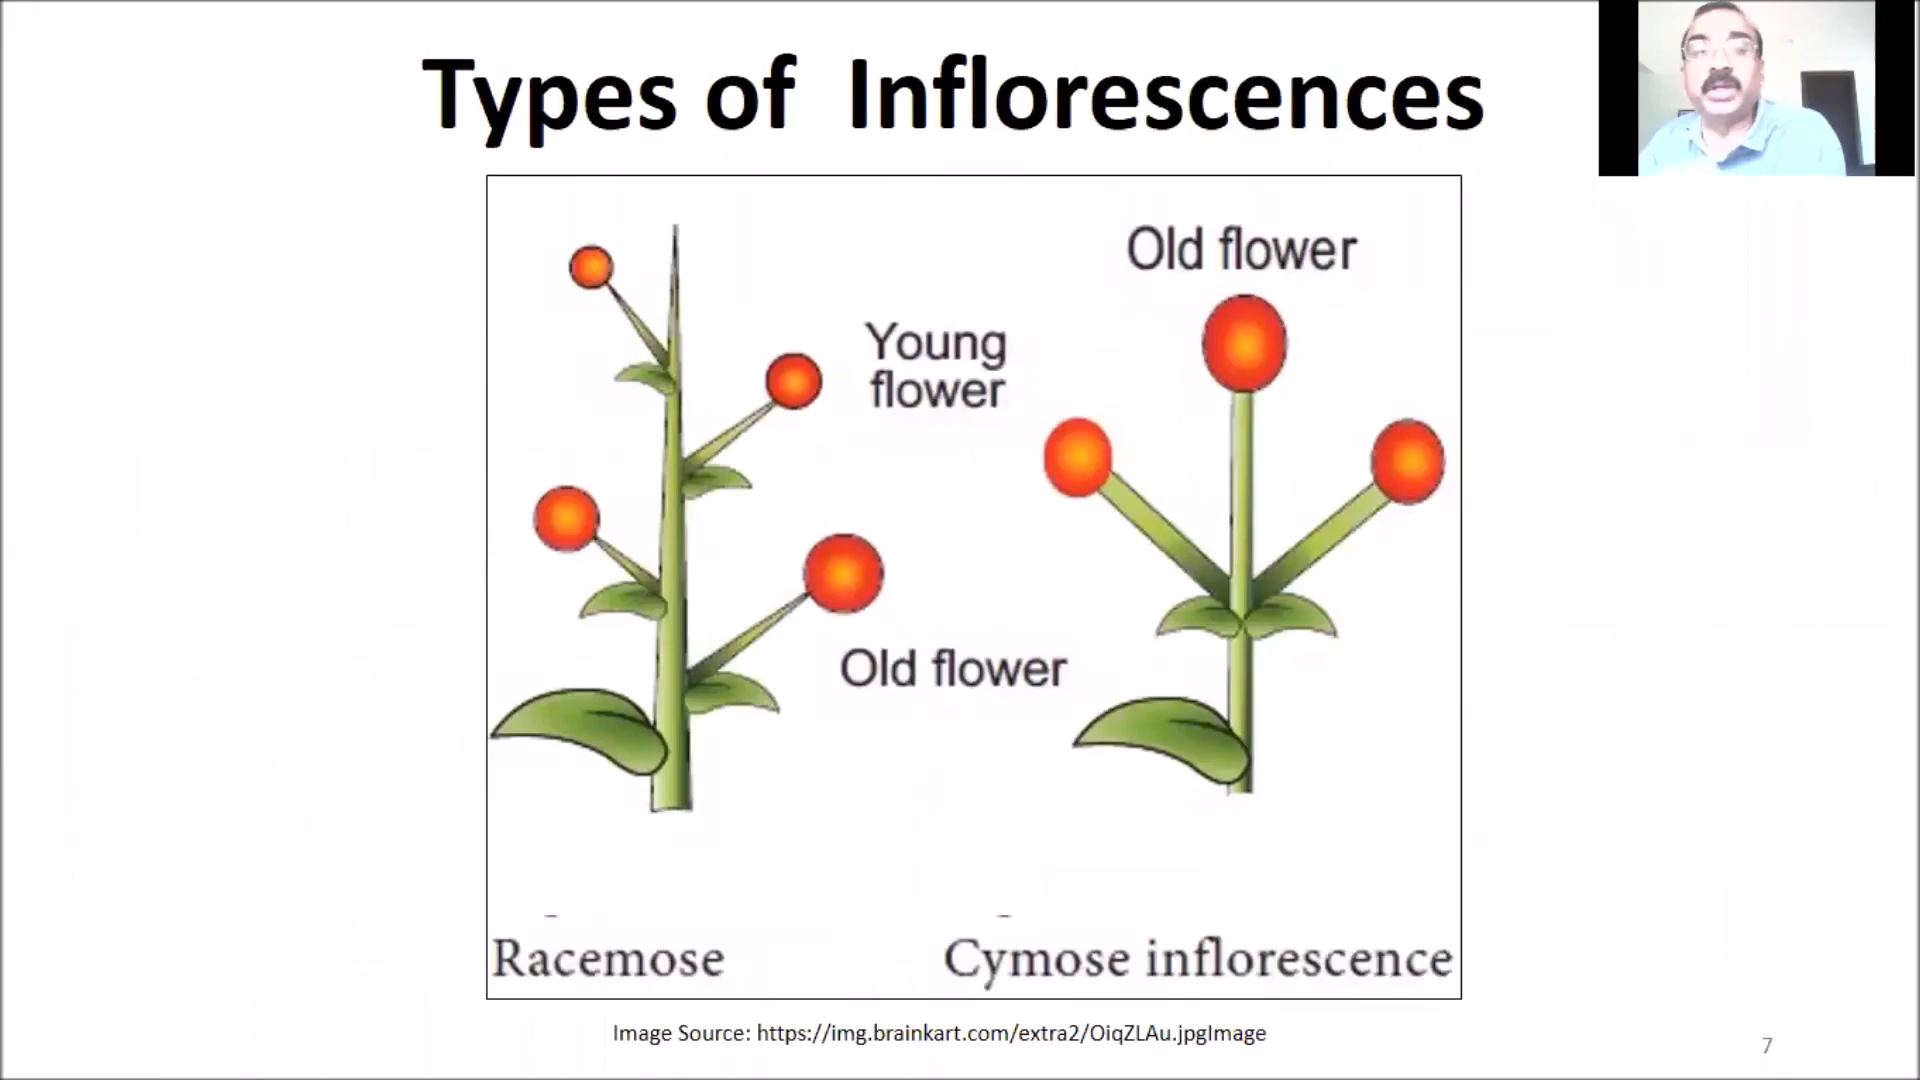 Types of  Inflorescences
Old flower
Young
flower
Old flower
Racemose
Cymose inflorescence
Image Source: https://img.brainkart.com/extra2/OiqZLAu.jpgImage
7